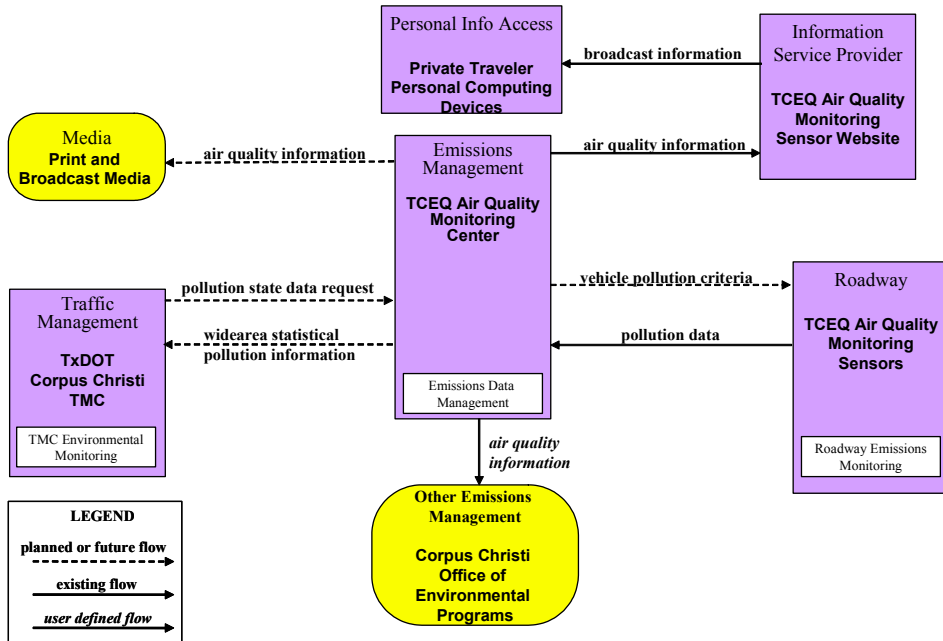 Personal Info Access
Private Traveler
Personal Computing
Devices
broadcast information
Information
Service Provider
TCEQ Air Quality
Monitoring
Sensor Website
Media
Print and
Broadcast Media
air quality information
Emissions
Management
TCEQ Air Quality
Monitoring
Center
air quality information
Traffic
Management
TxDOT
Corpus Christi
TMC
TMC Environmental
Monitoring
pollution state data request
widearea statistical
pollution information
Emissions Data
Management
vehicle pollution criteria
pollution data
Roadway
TCEQ Air Quality
Monitoring
Sensors
Roadway Emissions
Monitoring
air quality
information
Other Emissions
Management
Corpus Christi
Office of
Environmental
Programs
LEGEND
planned or future flow
existing flow
user defined flow